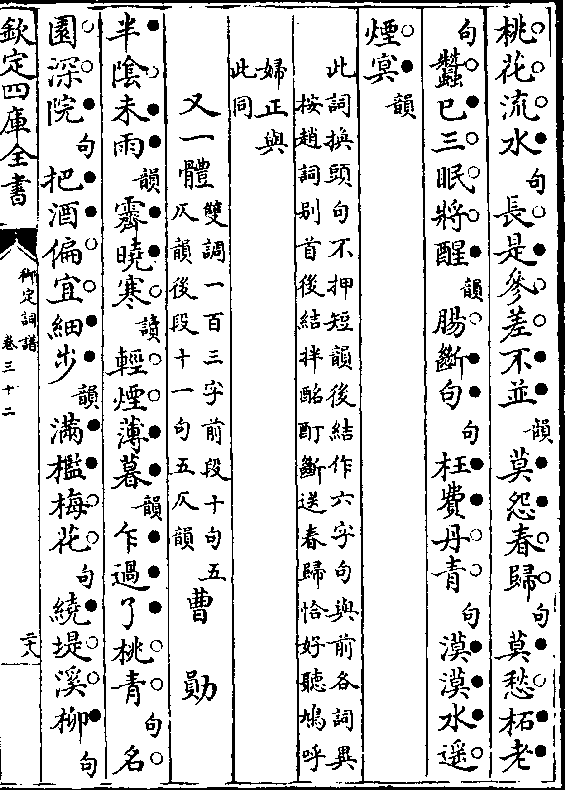 桃花流水句長是參差不並韻莫怨春歸句莫愁柘老
句蠶已三眠將醒韻腸斷句句枉費丹青句漠漠水遥
煙㝠韻
此詞換頭句不押短韻後結作六字句與前各詞異
按趙詞别首後結拌酩酊斷送春歸恰好聽鳩呼
婦正與
此同
又一體雙調一百三字前段十句五
仄韻後段十一句五仄韻曹勛
半陰未雨韻霽曉寒讀輕煙薄暮韻乍過了桃青句名
園深院句把酒偏宜細步韻滿檻梅花句繞堤溪柳句
欽定四庫全書
御定詞譜
卷三十二